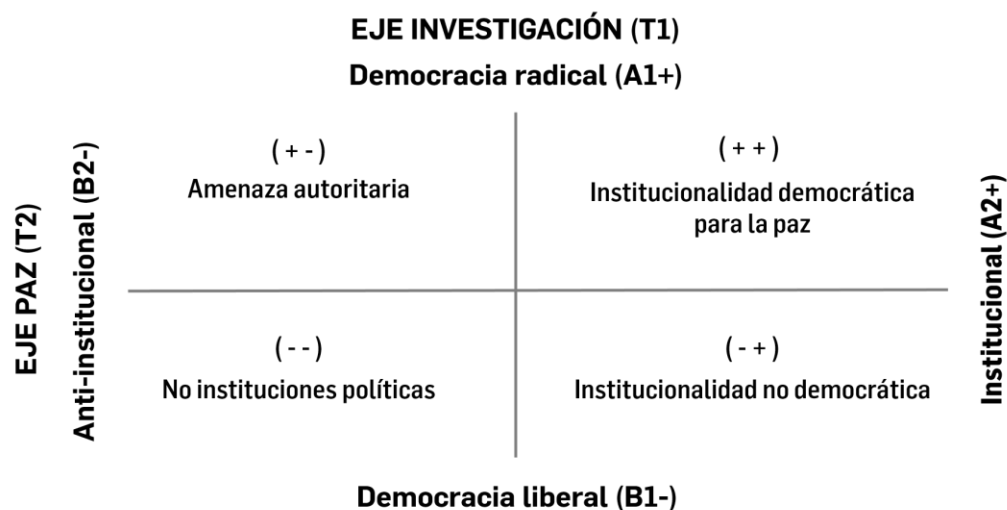 EJE INVESTIGACIÓN (T1)
Democracia radical (A1+)
EJE PAZ (T2)
Anti-institucional (B2-)
( + - )
Amenaza autoritaria
( + + )
Institucionalidad democrática
para la paz
( - - )
No instituciones políticas
( - + )
Institucionalidad no democrática
Institucional (A2+)
Democracia liberal (B1-)